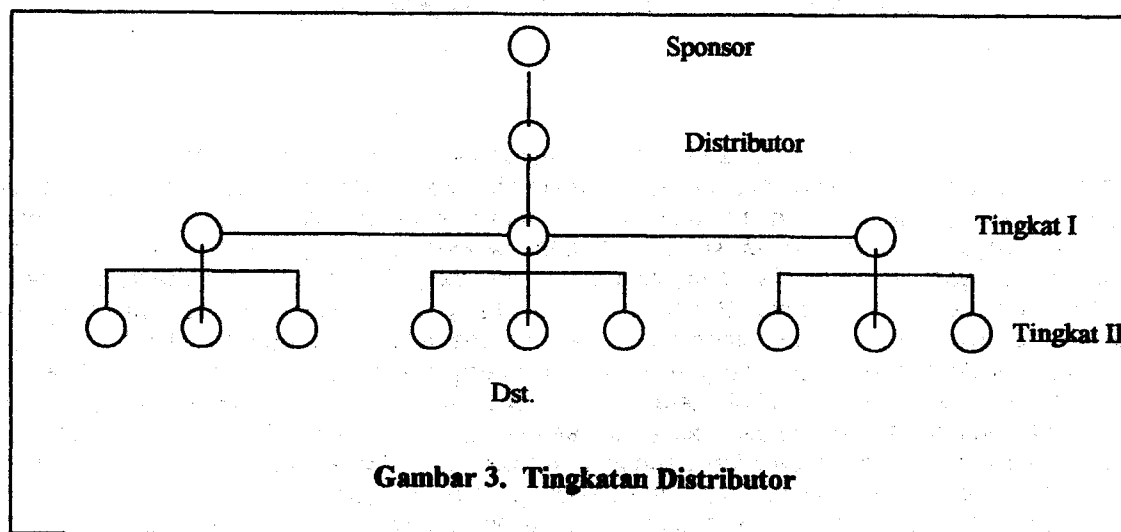 Sponsor
Distributor
Tingkat I
Tingkat II
Dst.
Gambar 3. Tingkatan Distributor